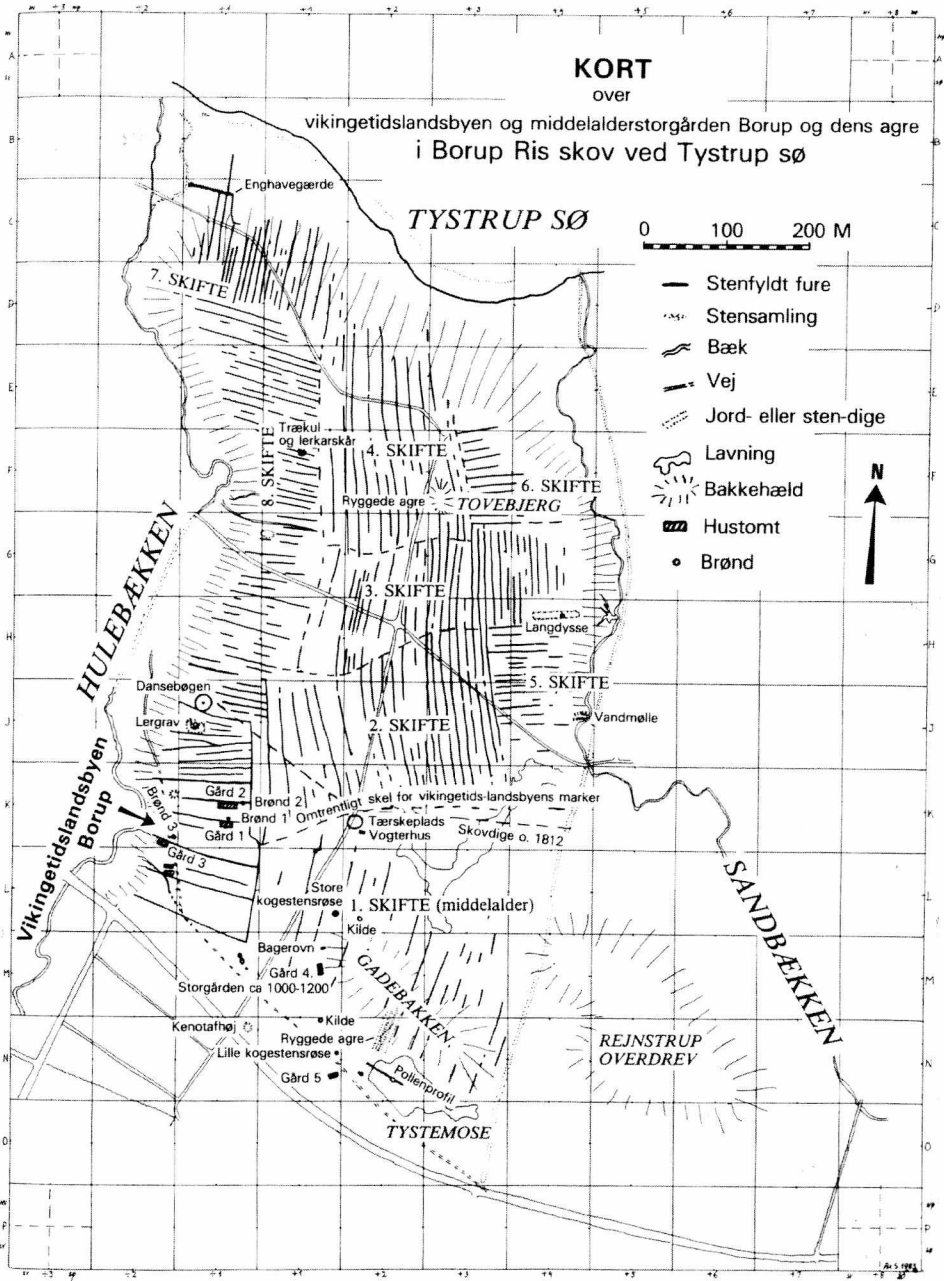 KORT
over
vikingetidslandsbyen og middelalderstorgården Borup og dens agre
i Borup Ris skov ved Tystrup sø
Enghavegærde
TYSTRUP SØ
0 100 200 M
7. SKIFTE
Stenfyldt fure
Stensamling
Bæk
Vej
Jord- eller sten-dige
Lavning
Bakkehæld
Hustomt
Brønd
N
Trækul
og lerkarskår
8. SKIFTE
4. SKIFTE
6. SKIFTE
Ryggede agre
TOVEBJERG
HULEBÆKKEN
3. SKIFTE
Langdysse
5. SKIFTE
Dansebøgen
Lergrav
2. SKIFTE
Vandmølle
Vikingetidslandsbyen
Borup
Gård 2
Brønd 2
Brønd 3
Brønd 1
Gård 1
Omtrentligt skel for vikingetids-landsbyens marker
Tærskeplads
Vogterhus
Skovdige o. 1812
Gård 3
SANDBÆKKEN
Store
kogestensrøse
1. SKIFTE (middelalder)
Kilde
Bagerovn
Gård 4.
Storgården ca 1000-1200
GADEBAKKEN
Kenotafhøj
Kilde
Ryggede agre
Lille kogestensrøse
REJNSTRUP
OVERDREV
Gård 5
Pollenprofil
TYSTEMOSE